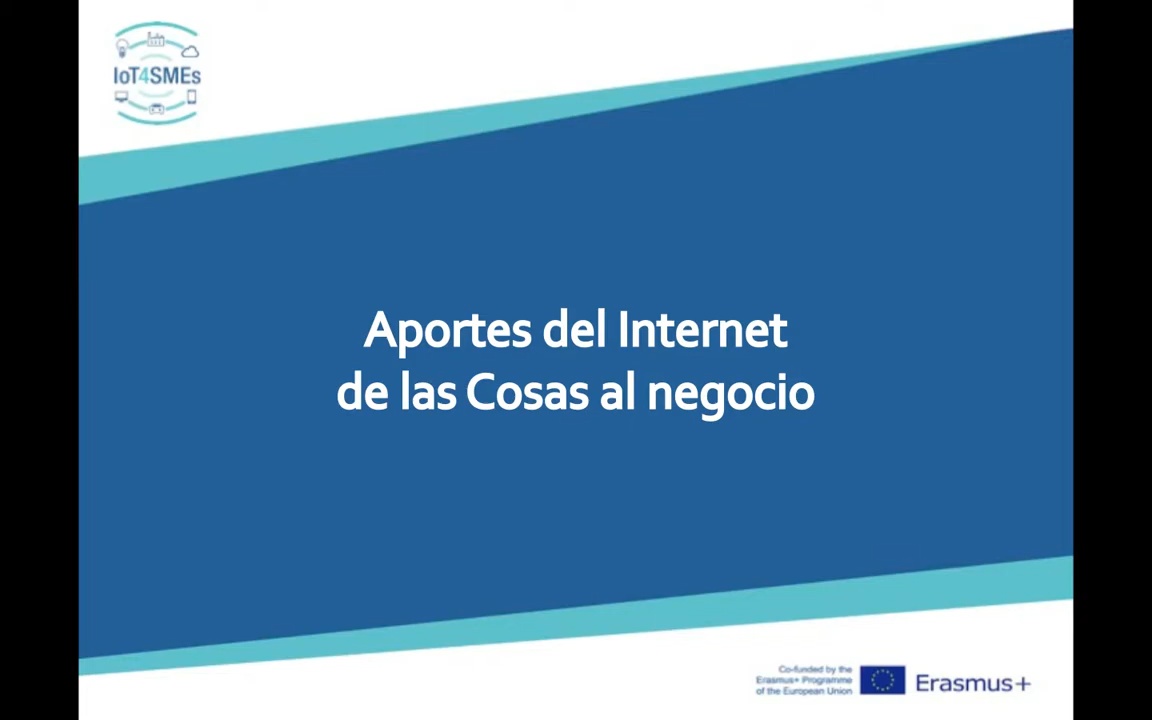 IoT4SMEs
Aportes del Internet
de las Cosas al negocio
Co-funded by the
Erasmus+ Programme
of the European Union
Erasmus+